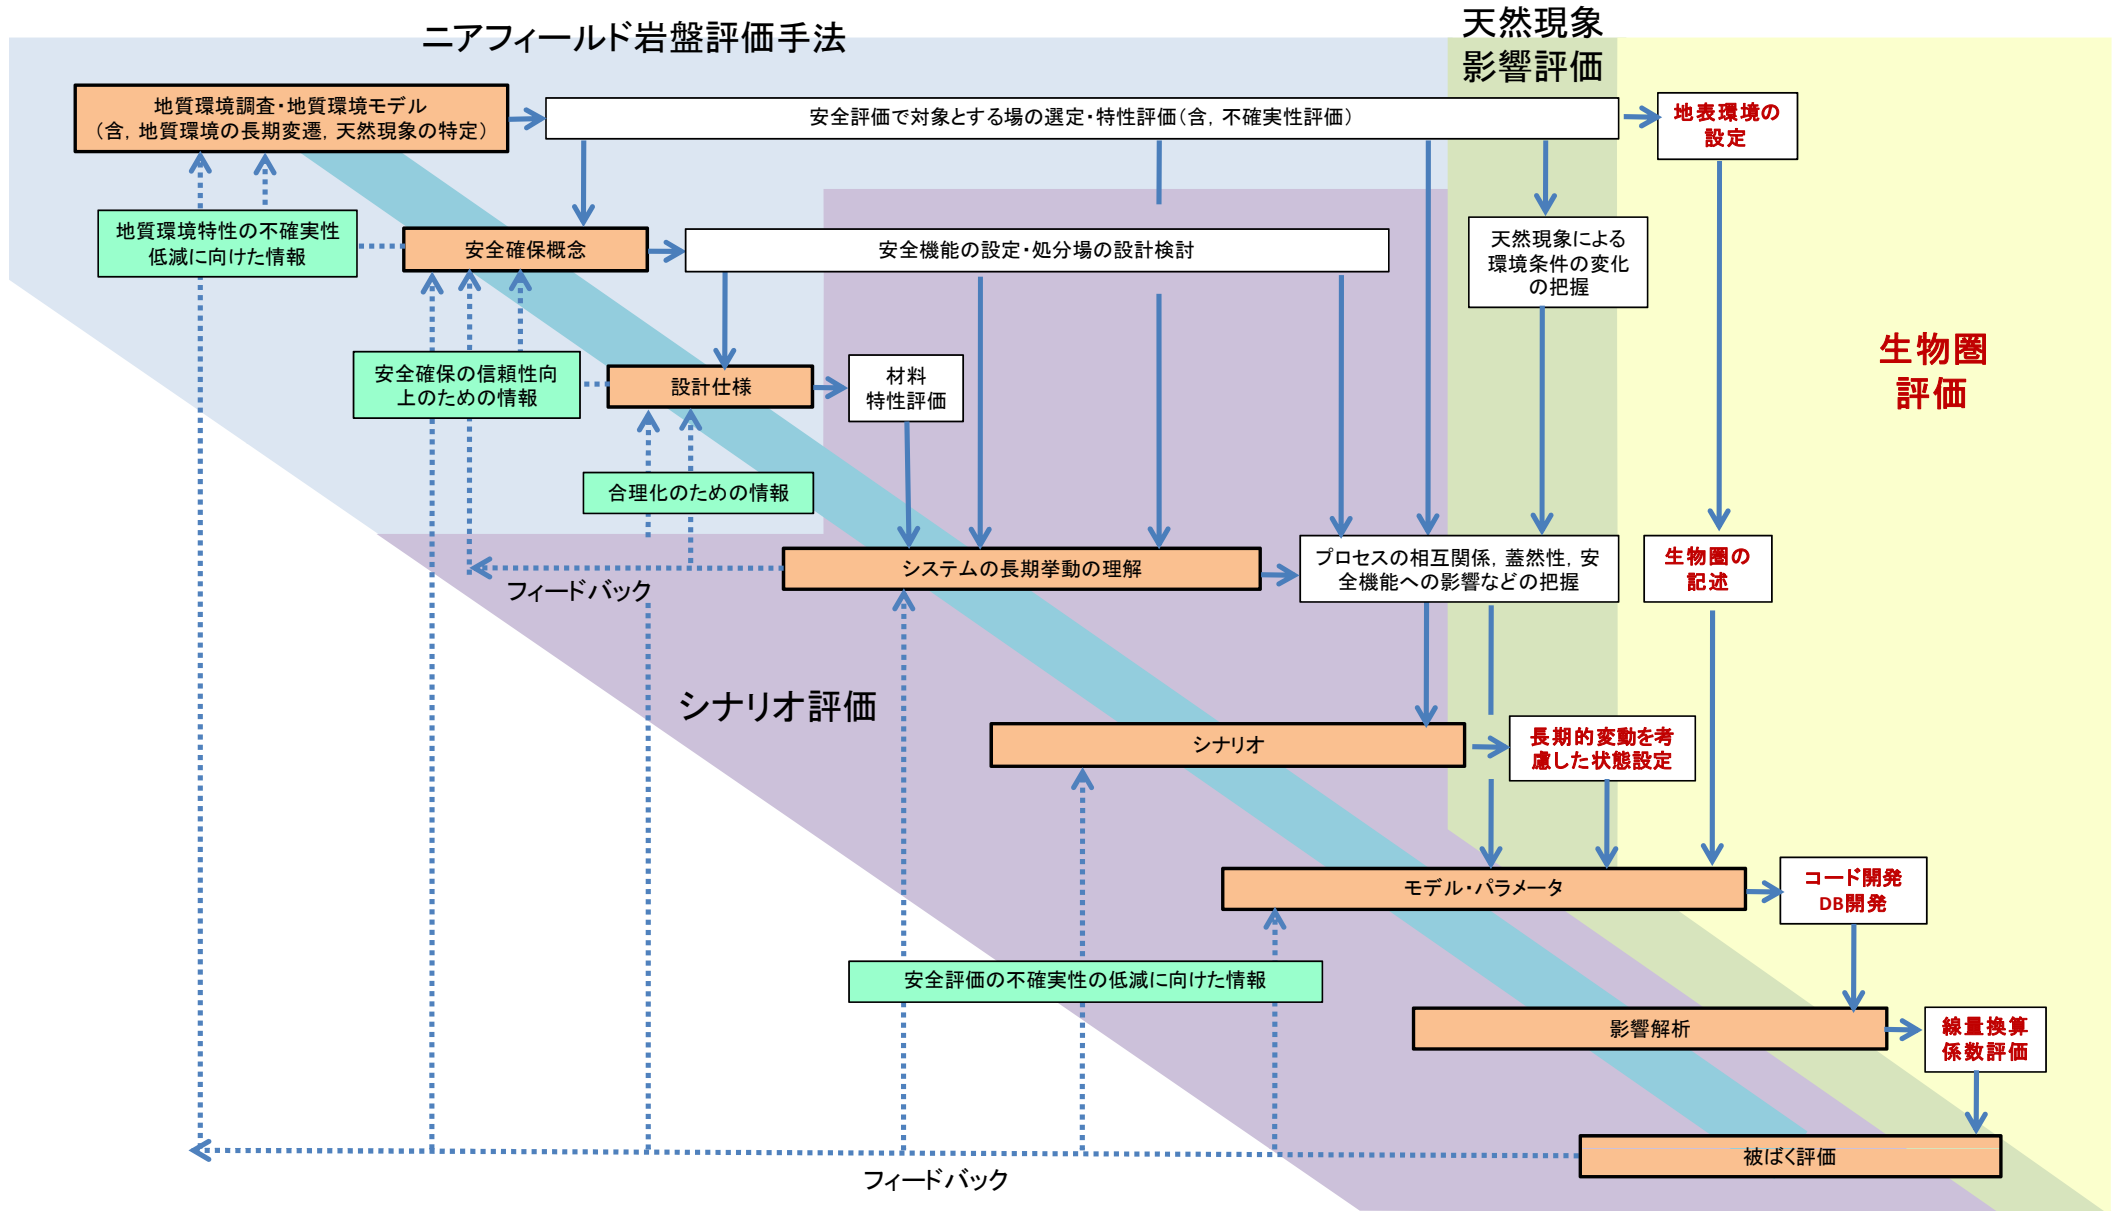 ニアフィールド岩盤評価手法
天然現象
影響評価
地質環境調査・地質環境モデル
（含，地質環境の長期変遷，天然現象の特定）
安全評価で対象とする場の選定・特性評価（含，不確実性評価）
地表環境の
設定
地質環境特性の不確実性
低減に向けた情報
安全確保概念
安全機能の設定・処分場の設計検討
天然現象による
環境条件の変化
の把握
生物圏
評価
安全確保の信頼性向
上のための情報
設計仕様
材料
特性評価
合理化のための情報
システムの長期挙動の理解
プロセスの相互関係，蓋然性，安
全機能への影響などの把握
生物圏の
記述
フィードバック
シナリオ評価
シナリオ
長期的変動を考
慮した状態設定
モデル・パラメータ
コード開発
DB開発
安全評価の不確実性の低減に向けた情報
影響解析
線量換算
係数評価
被ばく評価
フィードバック